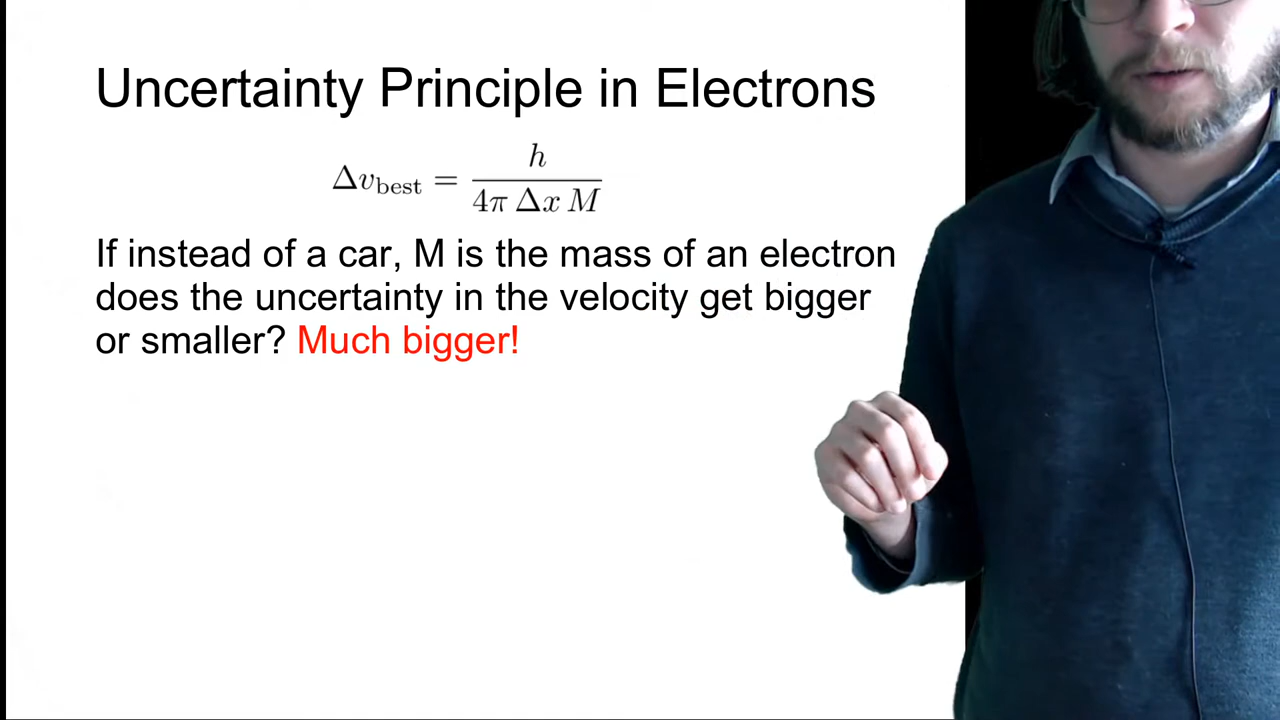 Uncertainty Principle in Electrons
Δv_best = h / (4π Δx M)
If instead of a car, M is the mass of an electron
does the uncertainty in the velocity get bigger
or smaller? Much bigger!